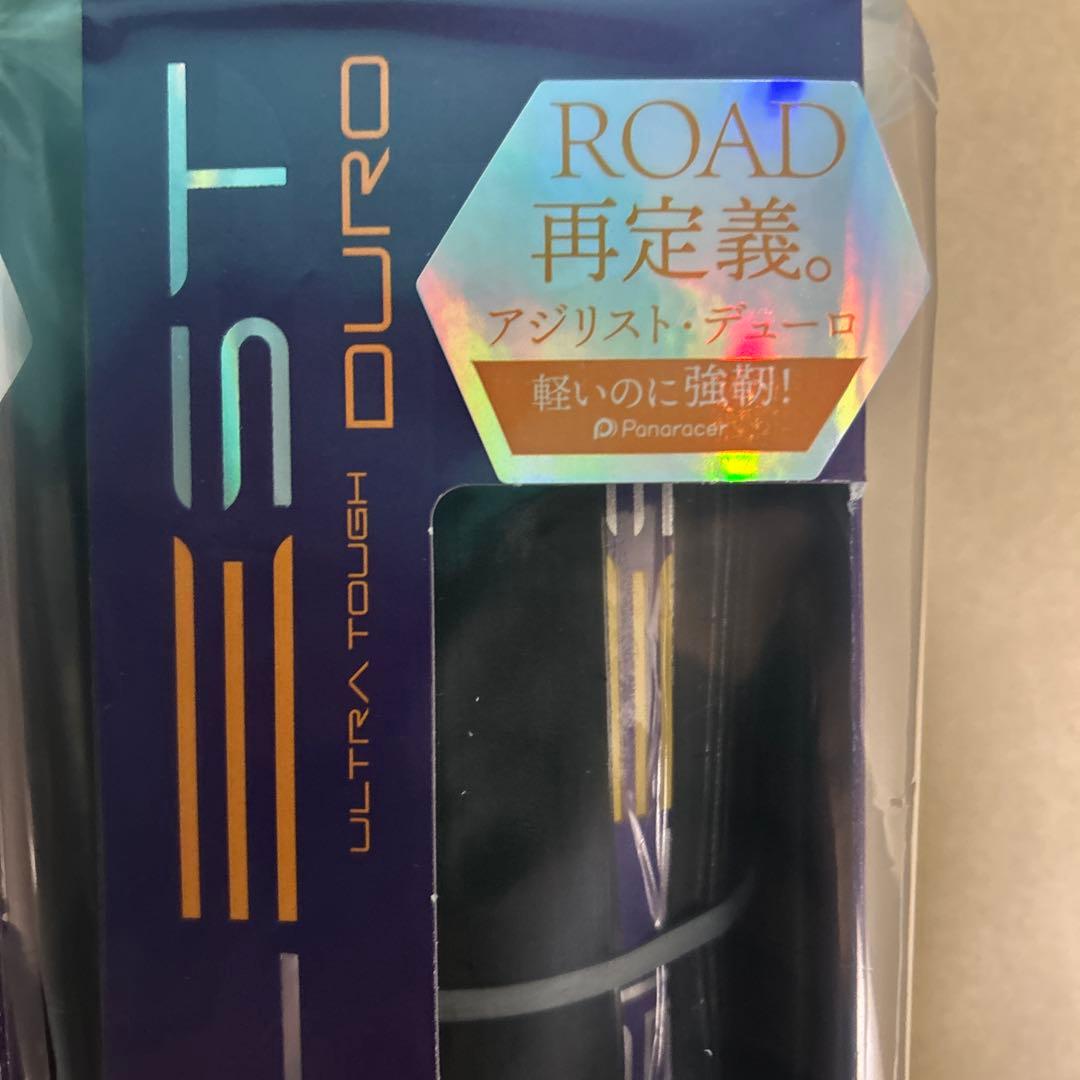 ST
ULTRA TOUGH DURO
ROAD
再定義。
アジリスト・デューロ
軽いのに強靭!
Panaracer